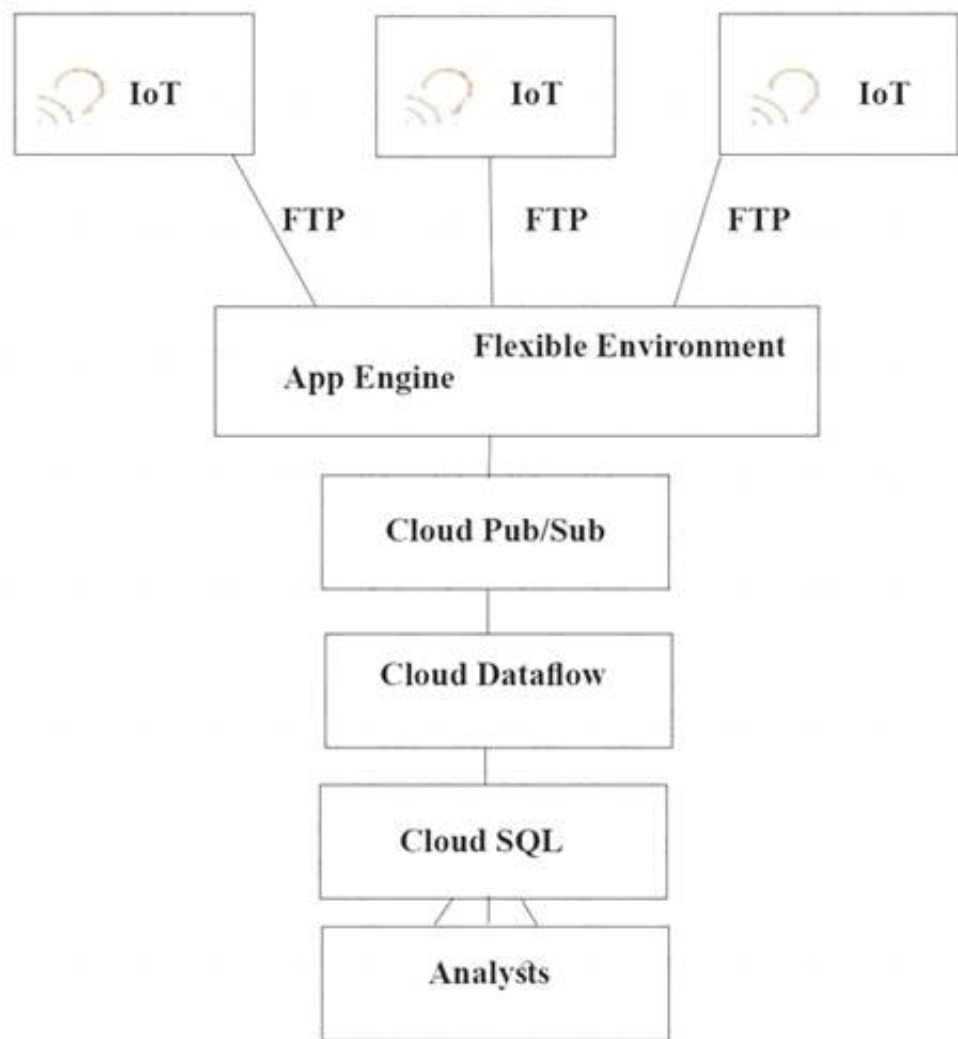 IoT
IoT
IoT
FTP
FTP
FTP
Flexible Environment
App Engine
Cloud Pub/Sub
Cloud Dataflow
Cloud SQL
Analysts